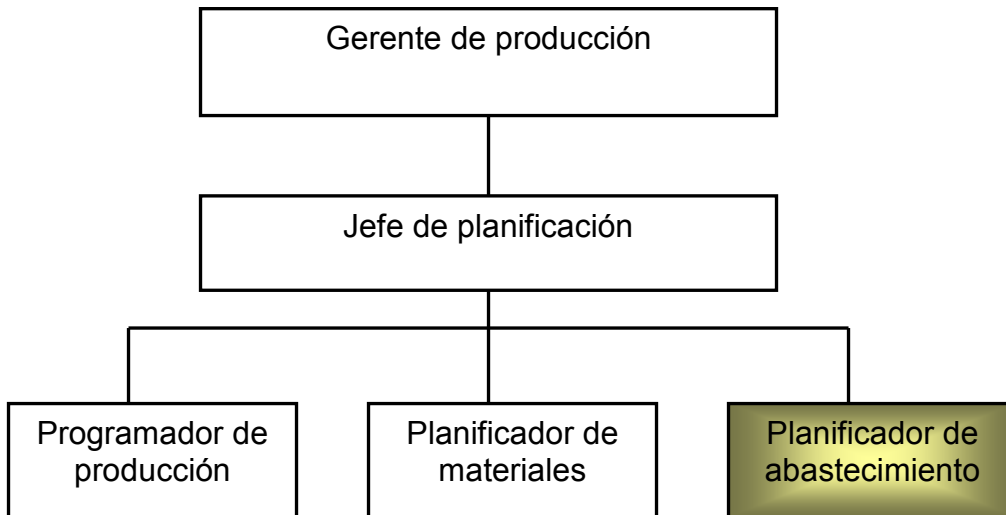 Gerente de producción
Jefe de planificación
Programador de
producción
Planificador de
materiales
Planificador de
abastecimiento